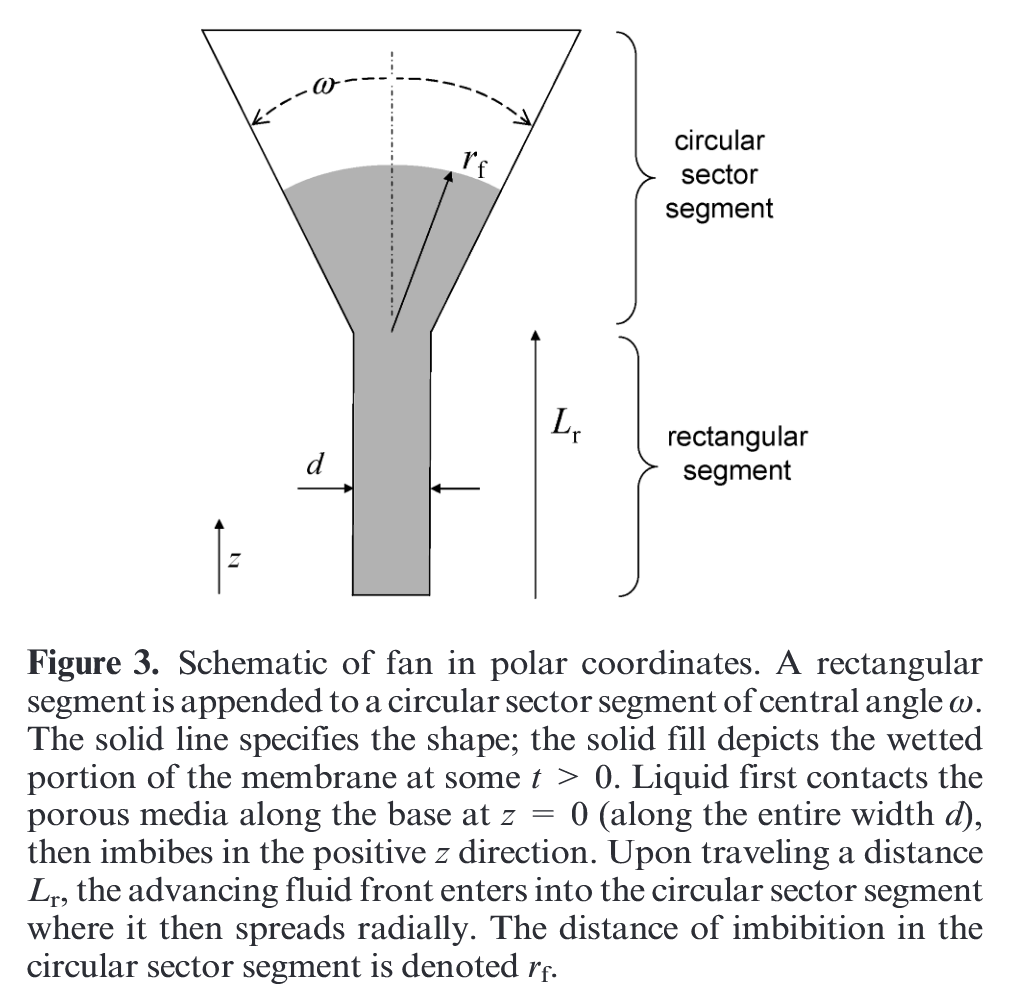 ω
r_f
circular
sector
segment
L_r
d
rectangular
segment
z
Figure 3. Schematic of fan in polar coordinates. A rectangular
segment is appended to a circular sector segment of central angle ω.
The solid line specifies the shape; the solid fill depicts the wetted
portion of the membrane at some t > 0. Liquid first contacts the
porous media along the base at z = 0 (along the entire width d),
then imbibes in the positive z direction. Upon traveling a distance
L_r, the advancing fluid front enters into the circular sector segment
where it then spreads radially. The distance of imbibition in the
circular sector segment is denoted r_f.